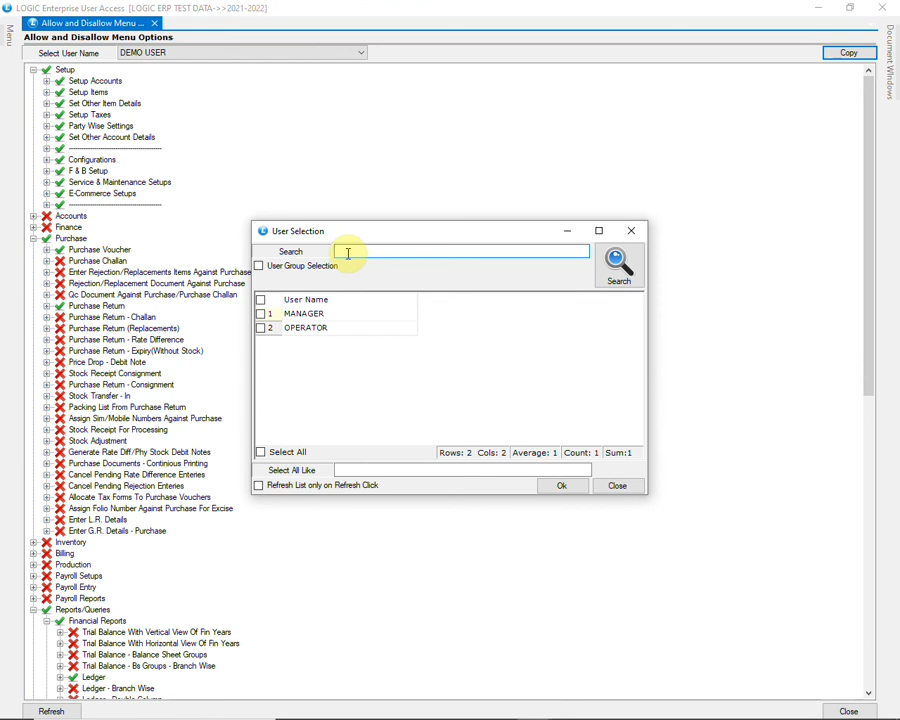 LOGIC Enterprise User Access [LOGIC ERP TEST DATA->>2021-2022]
Allow and Disallow Menu ...
Menu
Document Windows
Allow and Disallow Menu Options
Select User Name DEMO USER Copy
Setup
Setup Accounts
Setup Items
Set Other Item Details
Setup Taxes
Party Wise Settings
Set Other Account Details
--------------------------------
Configurations
F & B Setup
Service & Maintenance Setups
E-Commerce Setups
--------------------------------
Accounts
Finance
Purchase
Purchase Voucher
Purchase Challan
Enter Rejection/Replacements Items Against Purchase
Rejection/Replacement Document Against Purchase
Qc Document Against Purchase/Purchase Challan
Purchase Return
Purchase Return - Challan
Purchase Return (Replacements)
Purchase Return - Rate Difference
Purchase Return - Expiry(Without Stock)
Price Drop - Debit Note
Stock Receipt Consignment
Purchase Return - Consignment
Stock Transfer - In
Packing List From Purchase Return
Assign Sim/Mobile Numbers Against Purchase
Stock Receipt For Processing
Stock Adjustment
Generate Rate Diff/Phy Stock Debit Notes
Purchase Documents - Continious Printing
Cancel Pending Rate Difference Enteries
Cancel Pending Rejection Enteries
Allocate Tax Forms To Purchase Vouchers
Assign Folio Number Against Purchase For Excise
Enter L.R. Details
Enter G.R. Details - Purchase
Inventory
Billing
Production
Payroll Setups
Payroll Entry
Payroll Reports
Reports/Queries
Financial Reports
Trial Balance With Vertical View Of Fin Years
Trial Balance With Horizontal View Of Fin Years
Trial Balance - Balance Sheet Groups
Trial Balance - Bs Groups - Branch Wise
Ledger
Ledger - Branch Wise
User Selection
Search
Search
User Group Selection
User Name
1 MANAGER
2 OPERATOR
Select All Rows: 2 Cols: 2 Average: 1 Count: 1 Sum:1
Select All Like
Refresh List only on Refresh Click Ok Close
Refresh Close